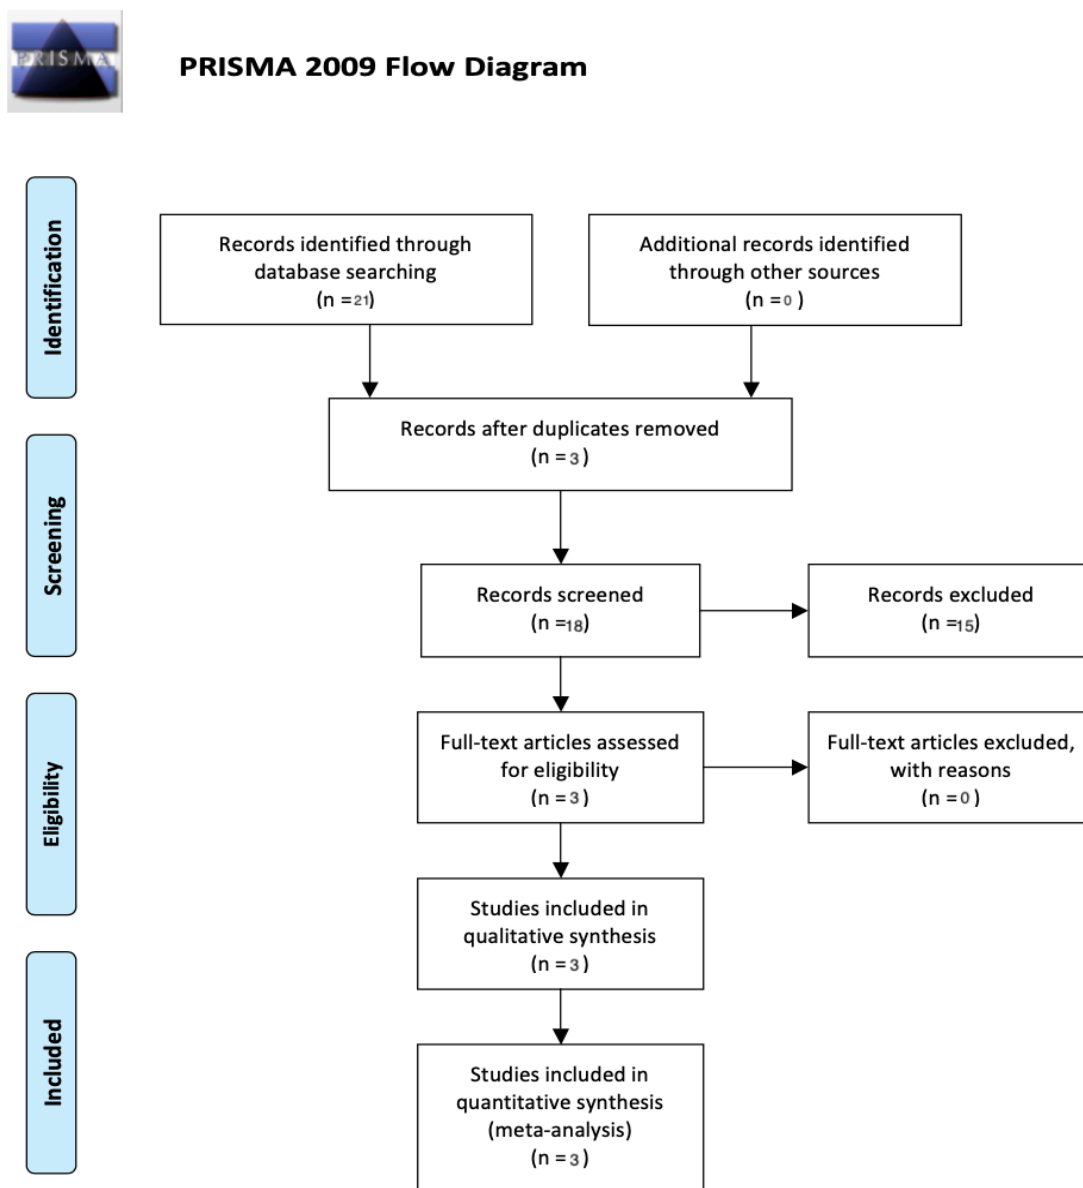 PRISMA
PRISMA 2009 Flow Diagram
Identification
Records identified through
database searching
(n =21)
Additional records identified
through other sources
(n =0 )
Records after duplicates removed
(n = 3 )
Screening
Records screened
(n =18)
Records excluded
(n =15)
Eligibility
Full-text articles assessed
for eligibility
(n = 3 )
Full-text articles excluded,
with reasons
(n =0 )
Studies included in
qualitative synthesis
(n = 3 )
Included
Studies included in
quantitative synthesis
(meta-analysis)
(n = 3 )